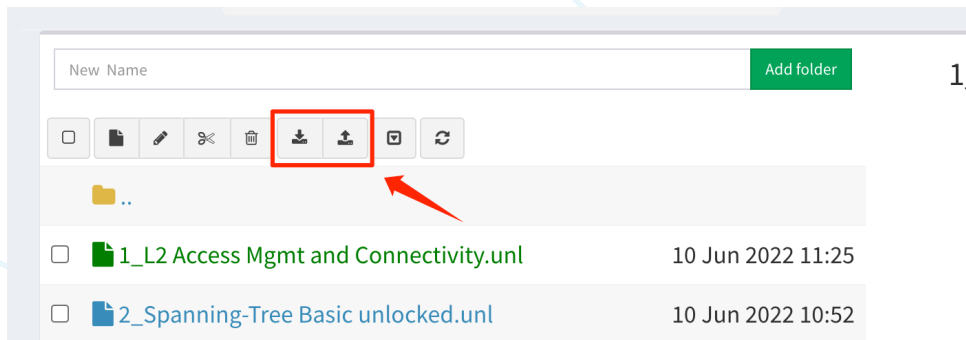 New Name
Add folder
1_
..
1_L2 Access Mgmt and Connectivity.unl
10 Jun 2022 11:25
2_Spanning-Tree Basic unlocked.unl
10 Jun 2022 10:52